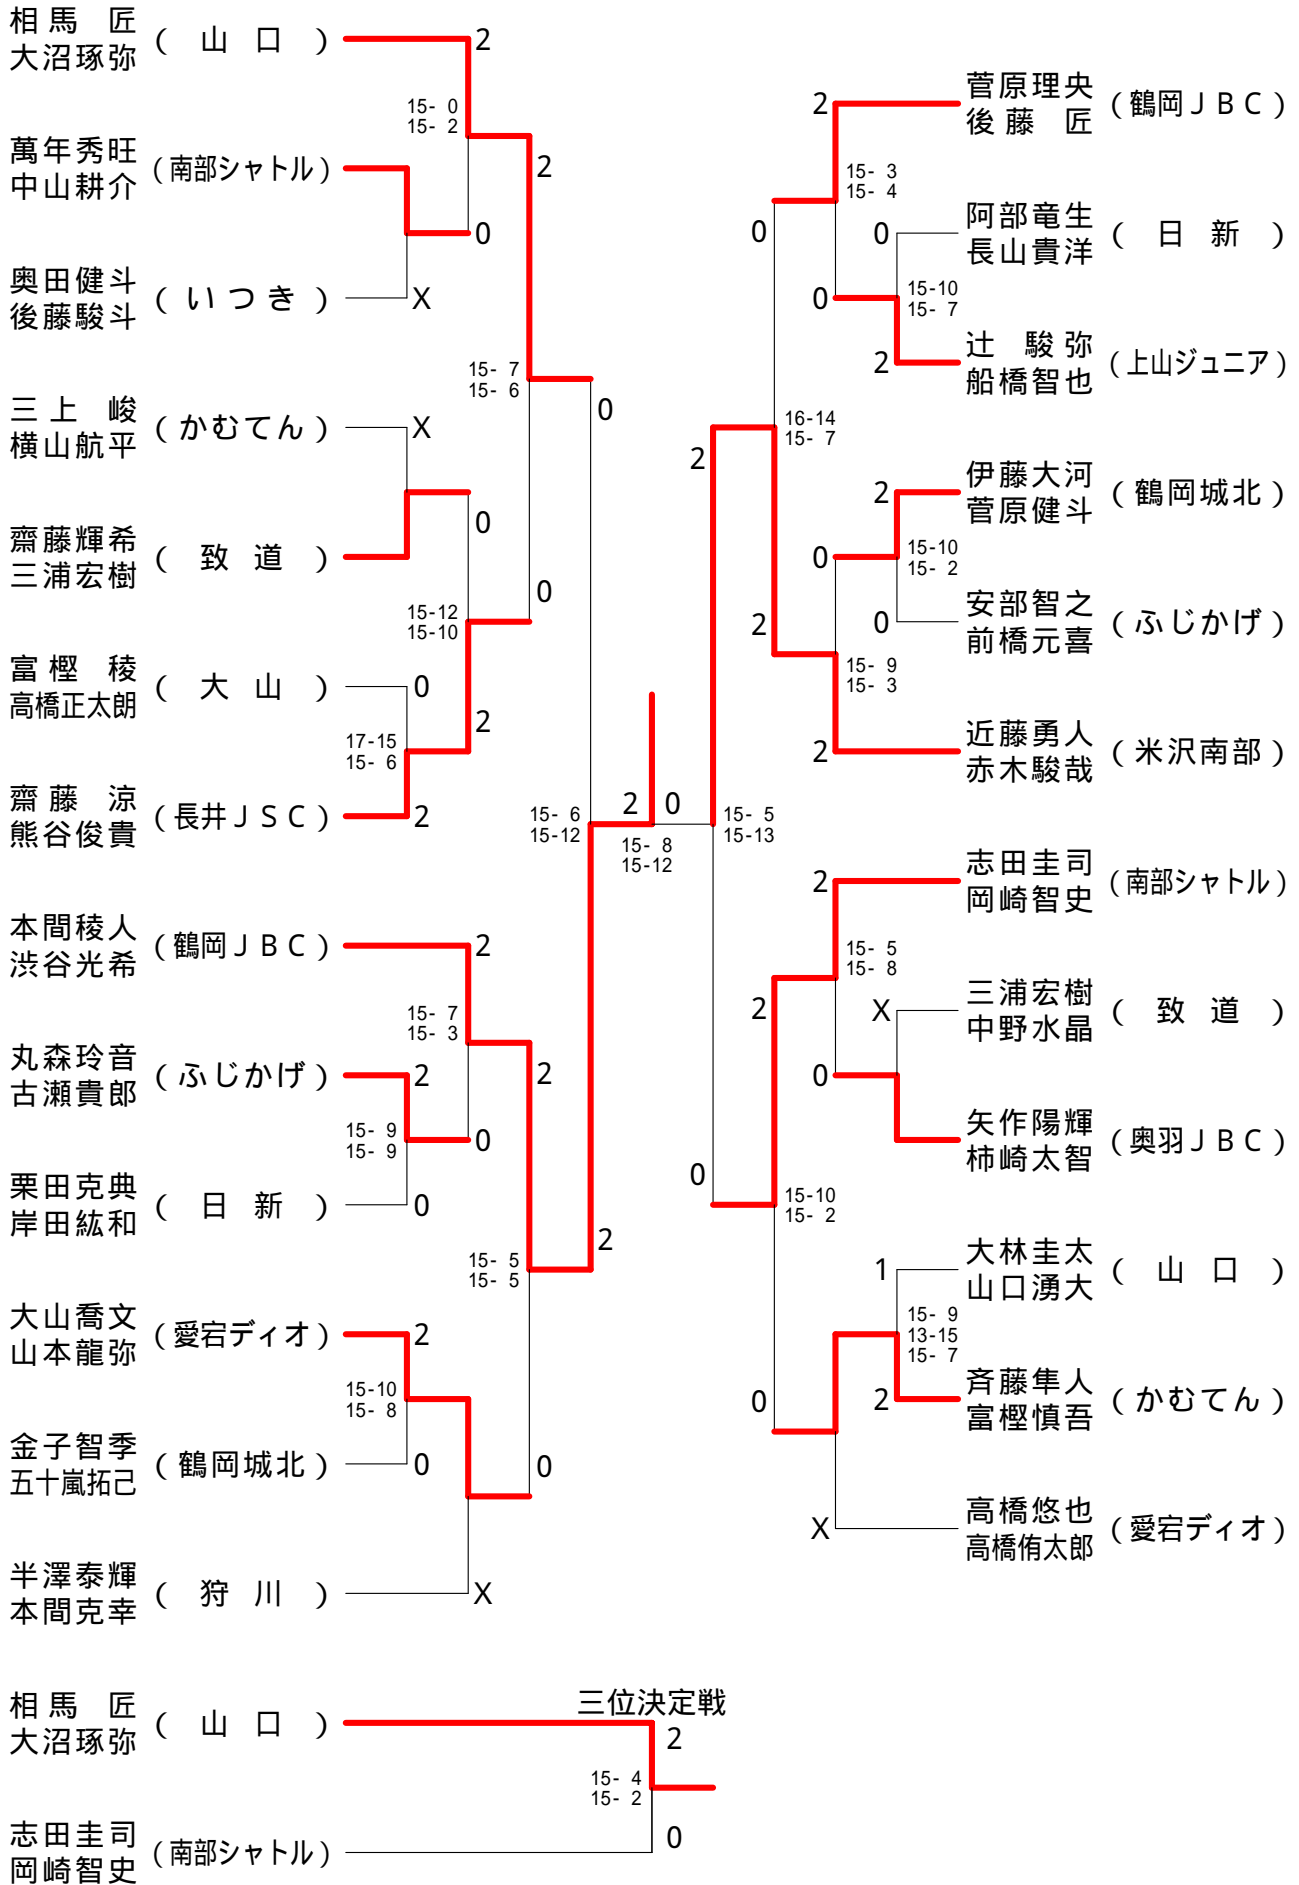 相馬　匠
大沼琢弥
( 山　口 )
2
15- 0
15- 2
萬年秀旺
中山耕介
(南部シャトル)
0
2
奥田健斗
後藤駿斗
(いつき)
X
15- 7
15- 6
0
三上　峻
横山航平
(かむてん)
X
0
齋藤輝希
三浦宏樹
( 致　道 )
0
15-12
15-10
富樫　稜
高橋正太朗
( 大　山 )
0
2
17-15
15- 6
齋藤　涼
熊谷俊貴
(長井ＪＳＣ)
2
15- 6
15-12
2
0
15- 8
15-12
本間稜人
渋谷光希
(鶴岡ＪＢＣ)
2
15- 7
15- 3
丸森玲音
古瀬貴郎
(ふじかげ)
2
2
15- 9
15- 9
0
栗田克典
岸田紘和
( 日　新 )
0
2
15- 5
15- 5
大山喬文
山本龍弥
(愛宕ディオ)
2
15-10
15- 8
金子智季
五十嵐拓己
(鶴岡城北)
0
0
半澤泰輝
本間克幸
( 狩　川 )
X
2
菅原理央
後藤　匠
(鶴岡ＪＢＣ)
15- 3
15- 4
0
0
阿部竜生
長山貴洋
( 日　新 )
0
15-10
15- 7
2
辻　駿弥
船橋智也
(上山ジュニア)
16-14
15- 7
2
2
伊藤大河
菅原健斗
(鶴岡城北)
0
15-10
15- 2
2
0
安部智之
前橋元喜
(ふじかげ)
15- 9
15- 3
2
近藤勇人
赤木駿哉
(米沢南部)
15- 5
15-13
2
志田圭司
岡崎智史
(南部シャトル)
15- 5
15- 8
2
X
三浦宏樹
中野水晶
( 致　道 )
0
矢作陽輝
柿崎太智
(奥羽ＪＢＣ)
0
15-10
15- 2
1
大林圭太
山口湧大
( 山　口 )
15- 9
13-15
15- 7
0
2
斉藤隼人
富樫慎吾
(かむてん)
X
高橋悠也
高橋侑太郎
(愛宕ディオ)
三位決定戦
相馬　匠
大沼琢弥
( 山　口 )
2
15- 4
15- 2
志田圭司
岡崎智史
(南部シャトル)
0